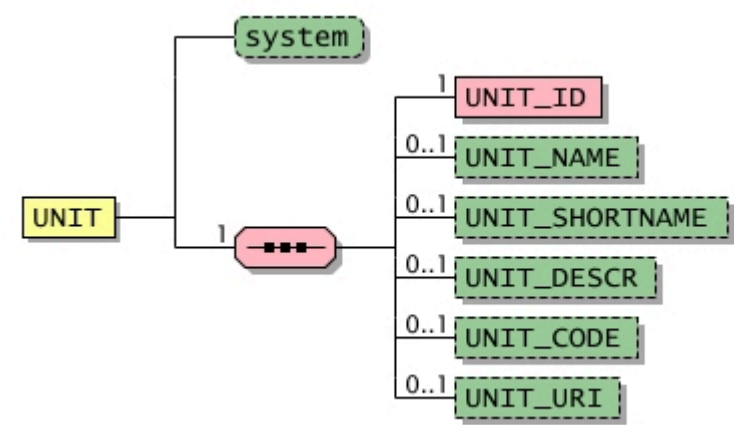 system
1
UNIT_ID
0..1
UNIT_NAME
0..1
UNIT_SHORTNAME
UNIT
1
0..1
UNIT_DESCR
0..1
UNIT_CODE
0..1
UNIT_URI